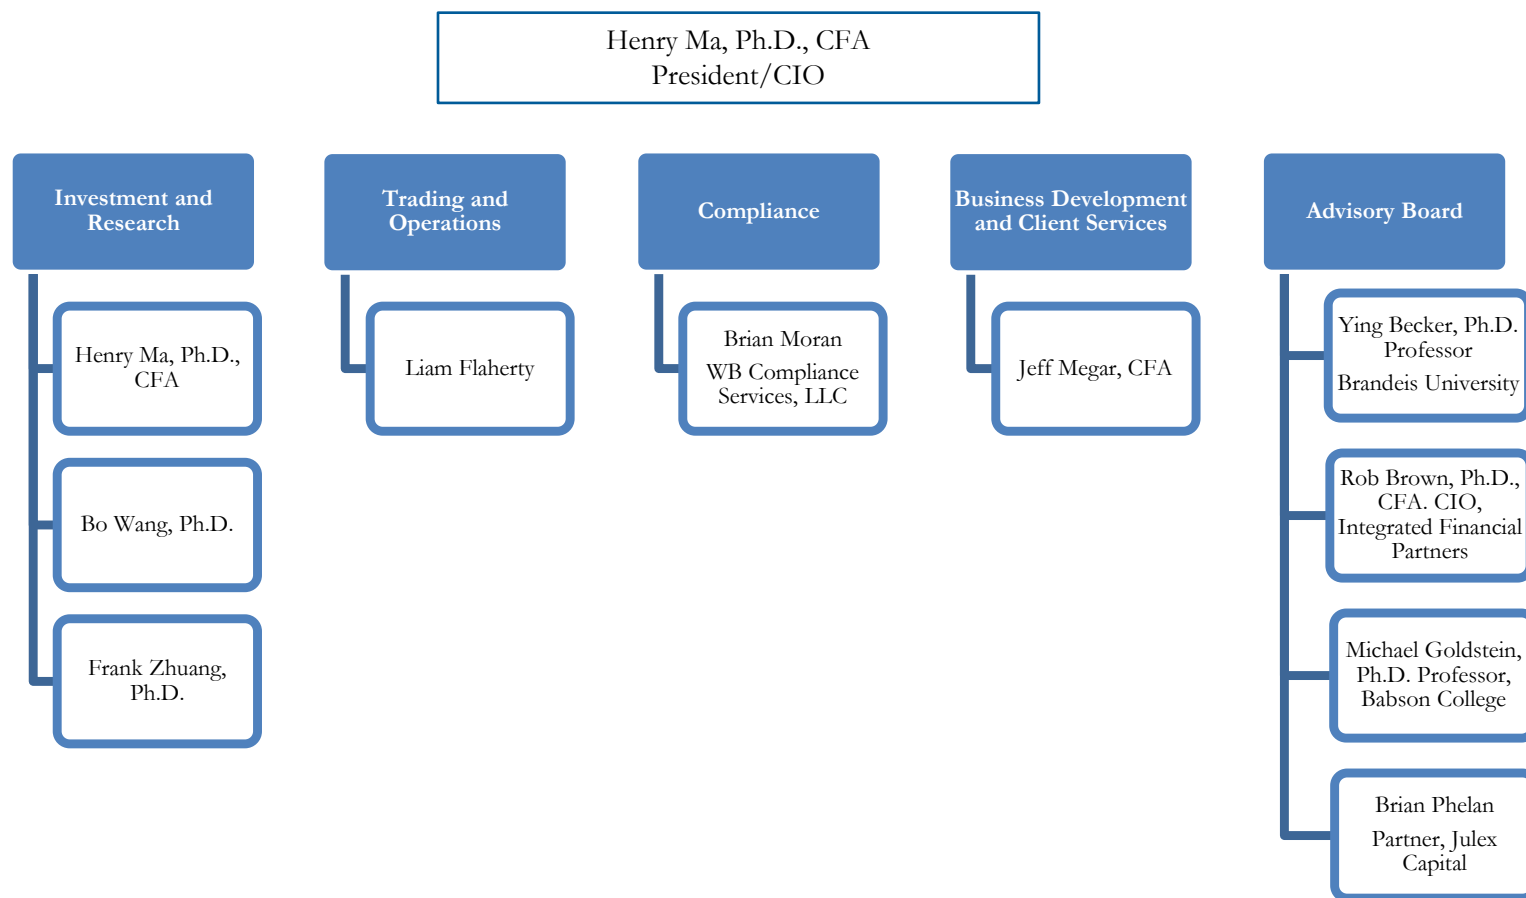 Henry Ma, Ph.D., CFA
President/CIO
Investment and
Research
Henry Ma, Ph.D.,
CFA
Bo Wang, Ph.D.
Frank Zhuang,
Ph.D.
Trading and
Operations
Liam Flaherty
Compliance
Brian Moran
WB Compliance
Services, LLC
Business Development
and Client Services
Jeff Megar, CFA
Advisory Board
Ying Becker, Ph.D.
Professor
Brandeis University
Rob Brown, Ph.D.,
CFA. CIO,
Integrated Financial
Partners
Michael Goldstein,
Ph.D. Professor,
Babson College
Brian Phelan
Partner, Julex
Capital